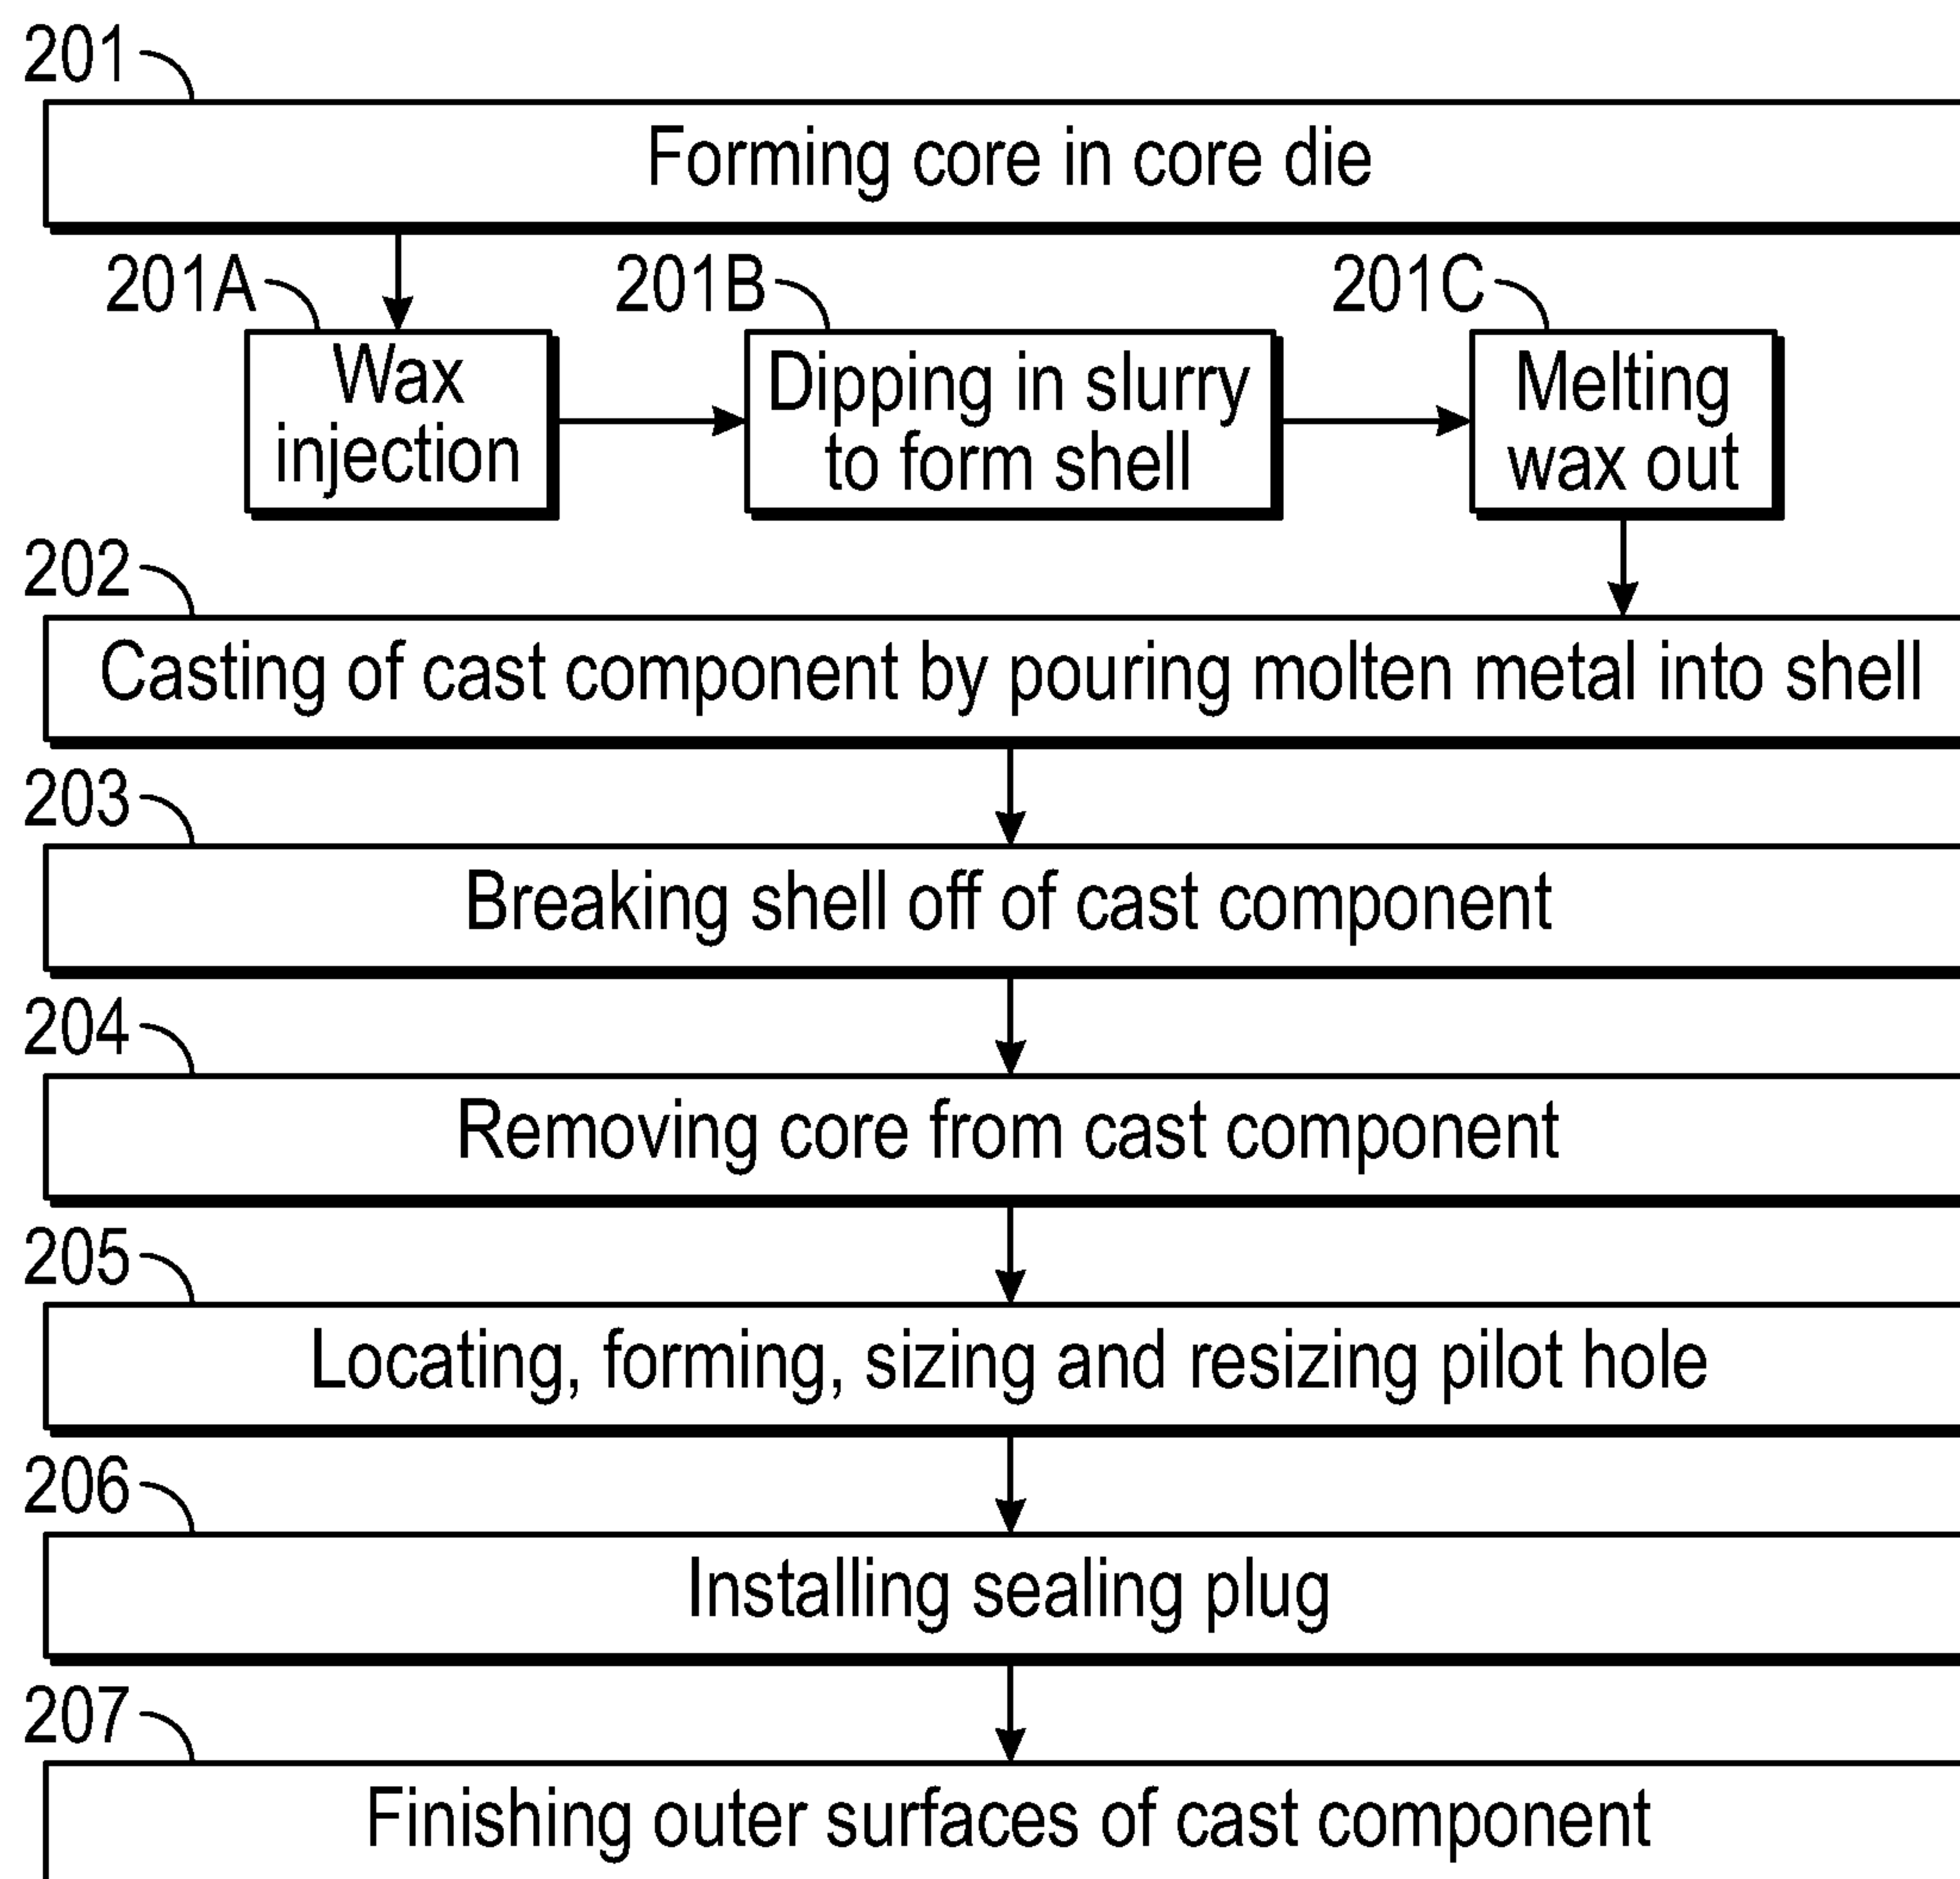 201
Forming core in core die
201A
201B
201C
Wax
injection
Dipping in slurry
to form shell
Melting
wax out
202
Casting of cast component by pouring molten metal into shell
203
Breaking shell off of cast component
204
Removing core from cast component
205
Locating, forming, sizing and resizing pilot hole
206
Installing sealing plug
207
Finishing outer surfaces of cast component